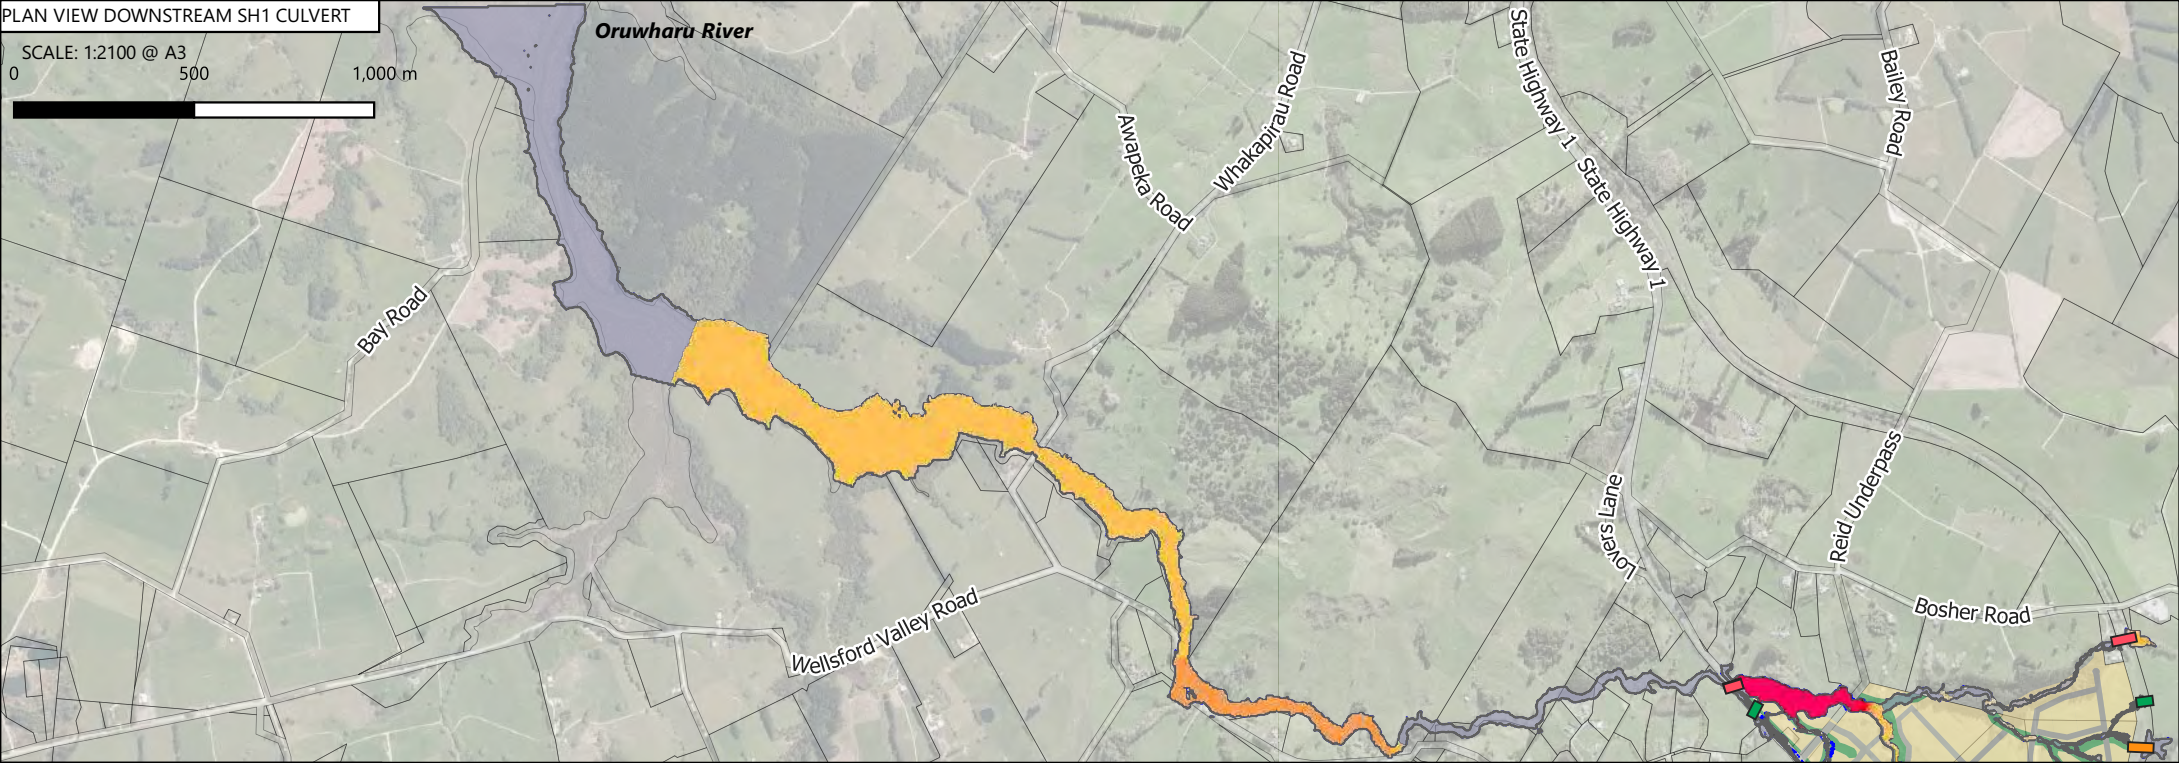 PLAN VIEW DOWNSTREAM SH1 CULVERT
SCALE: 1:2100 @ A3
0 500 1,000 m
Oruwharu River
State Highway 1
State Highway 1
Bailey Road
Whakapirau Road
Awapeka Road
Bay Road
Lovers Lane
Reid Underpass
Wellsford Valley Road
Bosher Road